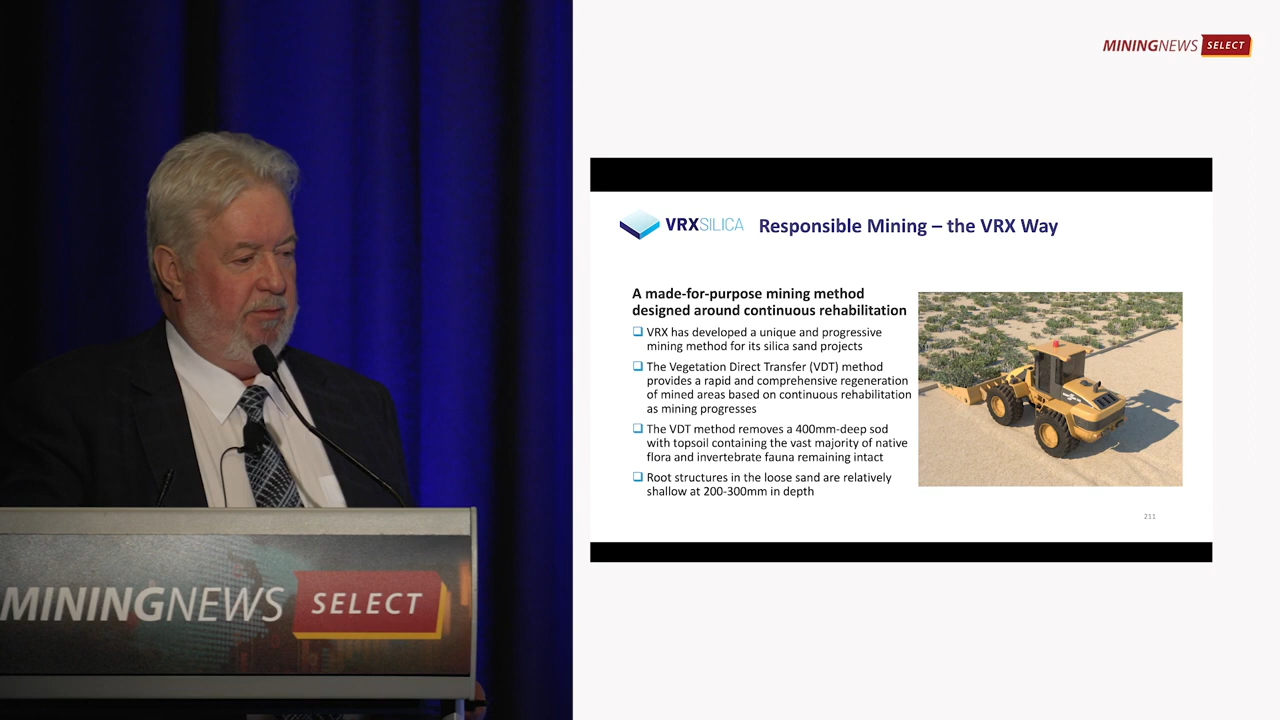 MININGNEWS SELECT
VRXSILICA Responsible Mining – the VRX Way
A made-for-purpose mining method
designed around continuous rehabilitation
❑ VRX has developed a unique and progressive
mining method for its silica sand projects
❑ The Vegetation Direct Transfer (VDT) method
provides a rapid and comprehensive regeneration
of mined areas based on continuous rehabilitation
as mining progresses
❑ The VDT method removes a 400mm-deep sod
with topsoil containing the vast majority of native
flora and invertebrate fauna remaining intact
❑ Root structures in the loose sand are relatively
shallow at 200-300mm in depth
211
MININGNEWS SELECT